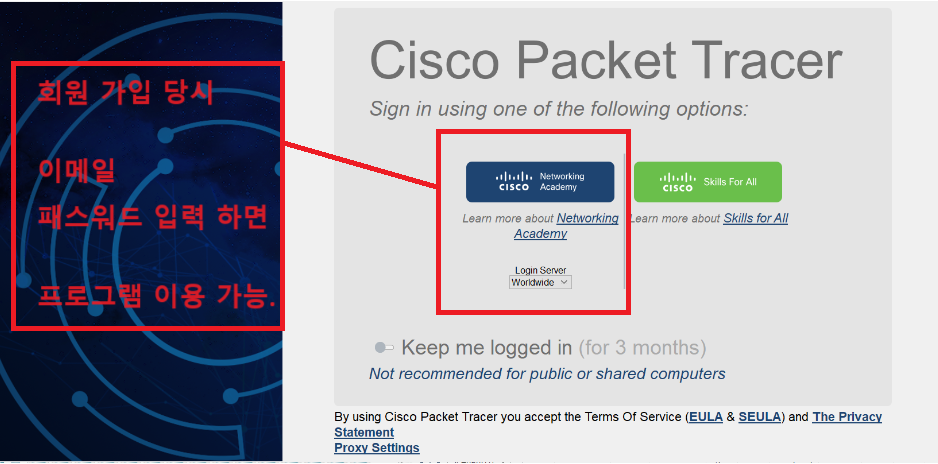 회원 가입 당시
이메일
패스워드 입력 하면
프로그램 이용 가능.
Cisco Packet Tracer
Sign in using one of the following options:
CISCO Networking Academy
Learn more about Networking Academy
Login Server
Worldwide
CISCO Skills For All
Learn more about Skills for All
Keep me logged in (for 3 months)
Not recommended for public or shared computers
By using Cisco Packet Tracer you accept the Terms Of Service (EULA & SEULA) and The Privacy
Statement
Proxy Settings